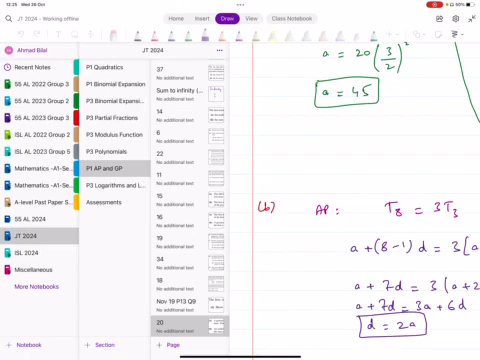 12:25 Wed 25 Oct
JT 2024 – Working offline
Home Insert Draw View Class Notebook
Ahmad Bilal
JT 2024
Recent Notes
55 AL 2022 Group 3
55 AL 2023 Group 2
55 AL 2023 Group 3
ISL AL 2022 Group 2
ISL AL 2023 Group 5
Mathematics -A1-Se...
Mathematics -A1-Se...
A-level Past Paper S...
55 AL 2024
JT 2024
ISL 2024
Miscellaneous
More Notebooks
P1 Quadratics
P1 Binomial Expansion
P3 Binomial Expansi...
P3 Partial Fractions
P3 Modulus Function
P3 Polynomials
P1 AP and GP
P3 Logarithms and L...
Assessments
37
No additional text
Sum to infinity (...
No additional text
14
No additional text
6
No additional text
22
No additional text
11
No additional text
15
No additional text
16
No additional text
19
No additional text
34
No additional text
18
No additional text
Nov 19 P13 Q9
No additional text
20
No additional text
+ Notebook
+ Section
+ Page
a = 20 (3/2)²
a = 45
(b) AP: T₈ = 3T₃
a + (8-1) d = 3[a
a + 7d = 3 (a + 2
a + 7d = 3a + 6d
d = 2a